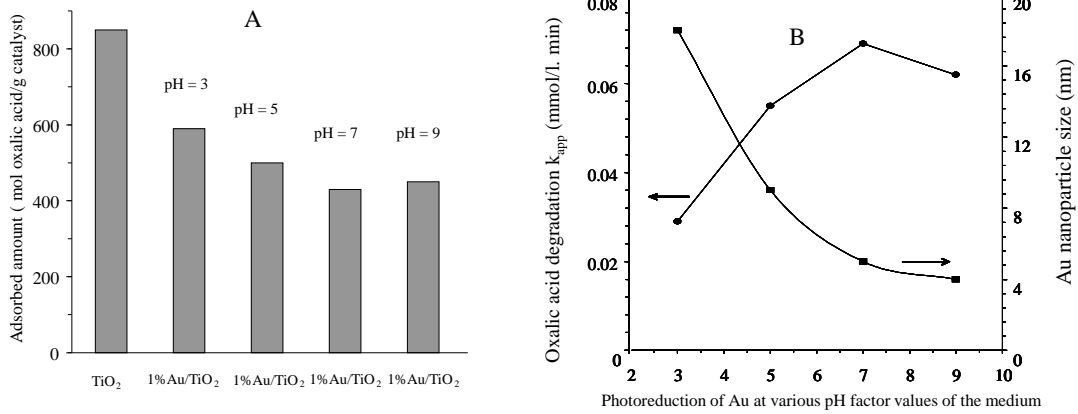 A
Adsorbed amount ( mol oxalic acid/g catalyst)
800
600
400
200
0
pH = 3
pH = 5
pH = 7
pH = 9
TiO2
1%Au/TiO2
1%Au/TiO2
1%Au/TiO2
1%Au/TiO2
B
Oxalic acid degradation kapp (mmol/l. min)
0.08
0.06
0.04
0.02
0
20
16
12
8
4
0
Au nanoparticle size (nm)
2 3 4 5 6 7 8 9 10
Photoreduction of Au at various pH factor values of the medium